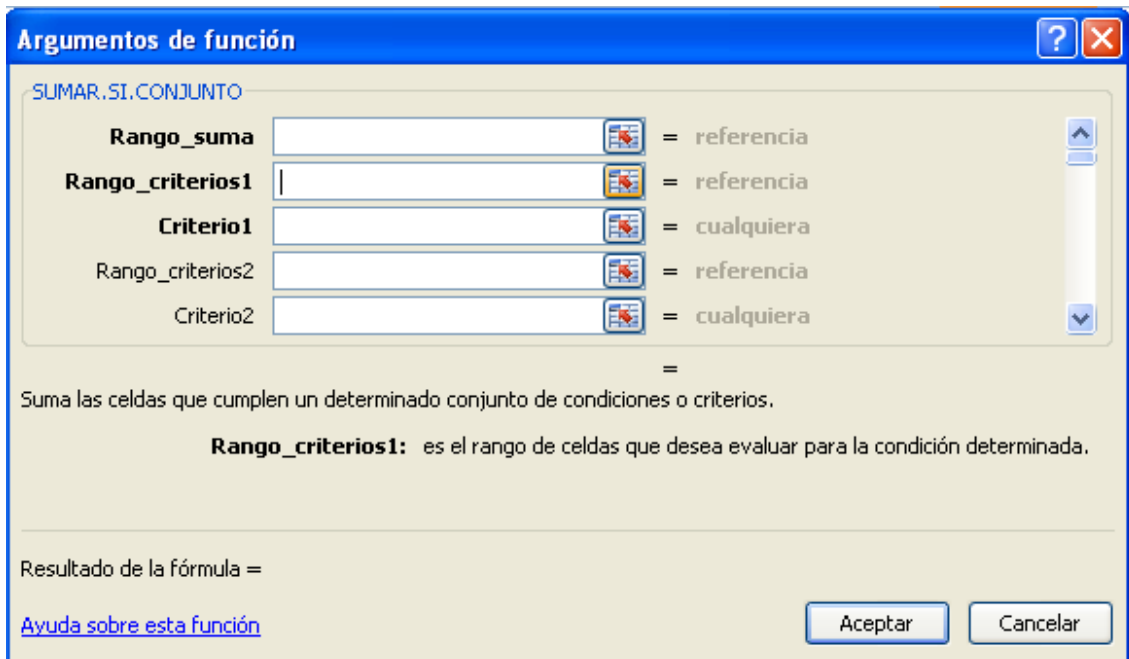 Argumentos de función
SUMAR.SI.CONJUNTO
Rango_suma = referencia
Rango_criterios1 = referencia
Criterio1 = cualquiera
Rango_criterios2 = referencia
Criterio2 = cualquiera
=
Suma las celdas que cumplen un determinado conjunto de condiciones o criterios.
Rango_criterios1: es el rango de celdas que desea evaluar para la condición determinada.
Resultado de la fórmula =
Ayuda sobre esta función Aceptar Cancelar